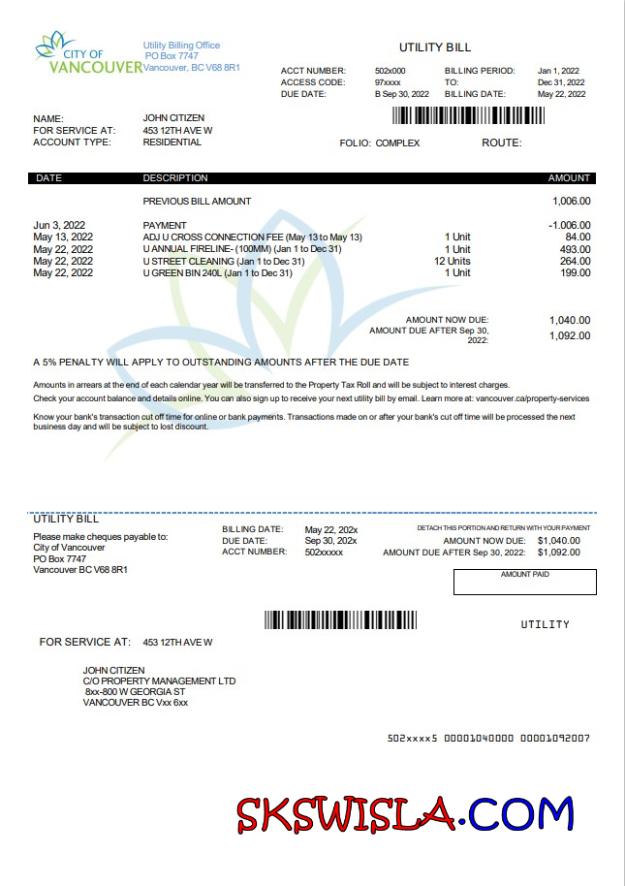 CITY OF
VANCOUVER
Utility Billing Office
PO Box 7747
Vancouver, BC V68 8R1
UTILITY BILL
ACCT NUMBER: 502x000 BILLING PERIOD: Jan 1, 2022
ACCESS CODE: 97xxxx TO: Dec 31, 2022
DUE DATE: B Sep 30, 2022 BILLING DATE: May 22, 2022
NAME: JOHN CITIZEN
FOR SERVICE AT: 453 12TH AVE W
ACCOUNT TYPE: RESIDENTIAL
FOLIO: COMPLEX ROUTE:
DATE DESCRIPTION AMOUNT
PREVIOUS BILL AMOUNT 1,006.00
Jun 3, 2022 PAYMENT -1.006.00
May 13, 2022 ADJ U CROSS CONNECTION FEE (May 13 to May 13) 1 Unit 84.00
May 22, 2022 U ANNUAL FIRELINE- (100MM) (Jan 1 to Dec 31) 1 Unit 493.00
May 22, 2022 U STREET CLEANING (Jan 1 to Dec 31) 12 Units 264.00
May 22, 2022 U GREEN BIN 240L (Jan 1 to Dec 31) 1 Unit 199.00
AMOUNT NOW DUE: 1,040.00
AMOUNT DUE AFTER Sep 30,
2022: 1,092.00
A 5% PENALTY WILL APPLY TO OUTSTANDING AMOUNTS AFTER THE DUE DATE
Amounts in arrears at the end of each calendar year will be transferred to the Property Tax Roll and will be subject to interest charges.
Check your account balance and details online. You can also sign up to receive your next utility bill by email. Learn more at: vancouver.ca/property-services
Know your bank's transaction cut off time for online or bank payments. Transactions made on or after your bank's cut off time will be processed the next
business day and will be subject to lost discount.
UTILITY BILL
Please make cheques payable to:
City of Vancouver
PO Box 7747
Vancouver BC V68 8R1
BILLING DATE: May 22, 202x
DUE DATE: Sep 30, 202x
ACCT NUMBER: 502xxxxx
DETACH THIS PORTION AND RETURN WITH YOUR PAYMENT
AMOUNT NOW DUE: $1,040.00
AMOUNT DUE AFTER Sep 30, 2022: $1,092.00
AMOUNT PAID
UTILITY
FOR SERVICE AT: 453 12TH AVE W
JOHN CITIZEN
C/O PROPERTY MANAGEMENT LTD
8xx-800 W GEORGIA ST
VANCOUVER BC Vxx 6xx
502xxxx5 00001040000 00001092007
SKSWISLA.COM